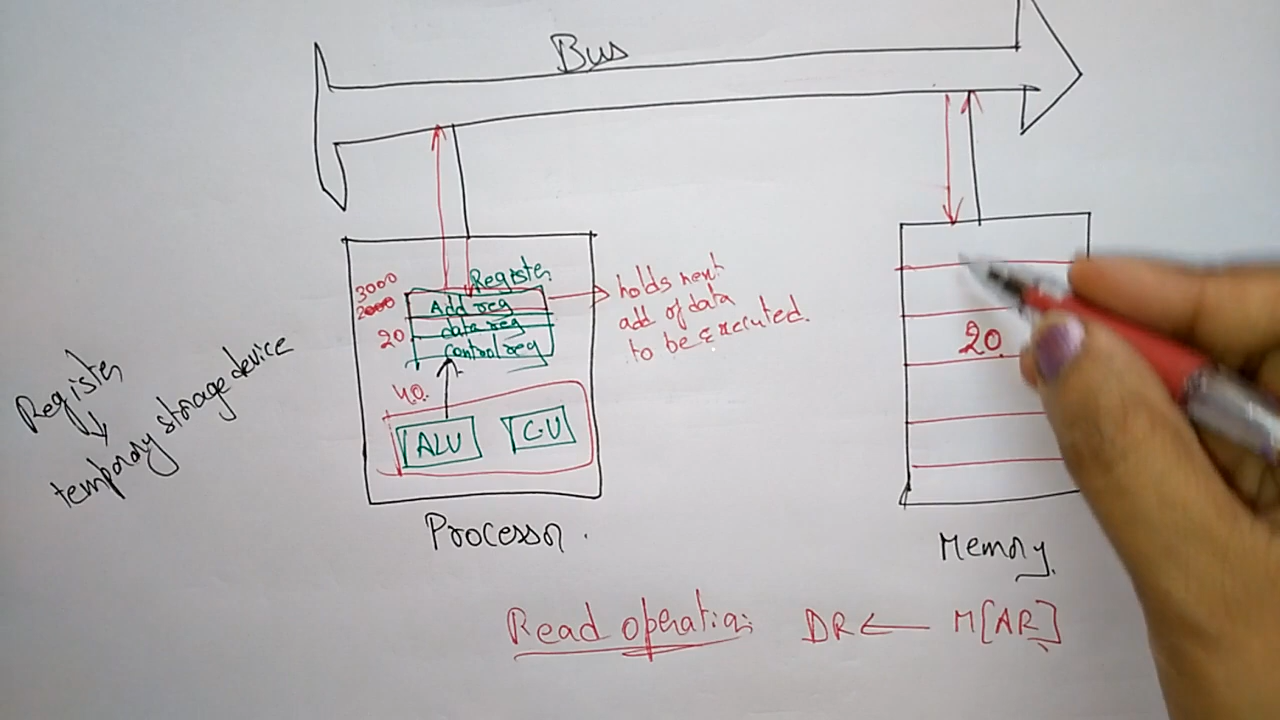 Bus
3000
2000
Register
Add reg
20
data reg
control reg
holds next
add of data
to be Executed.
40.
ALU
C.U
20.
Register
temporary storage device
Processor.
Memory.
Read operation:
DR ← M[AR]